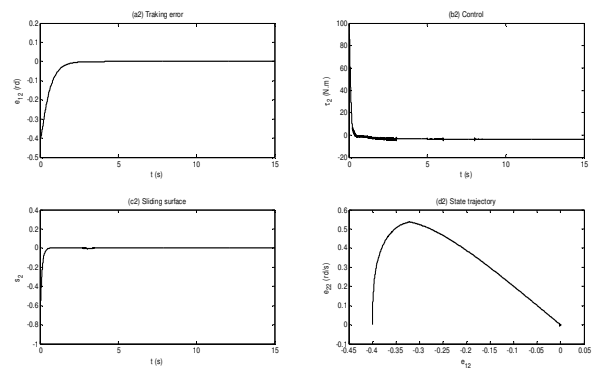 (a2) Traking error
0.2
0.1
0
-0.1
-0.2
-0.3
-0.4
-0.5
e12 (rd)
0 5 10 15
t (s)
(b2) Control
100
80
60
40
20
0
-20
τ2 (N.m)
0 5 10 15
t (s)
(c2) Sliding surface
0.4
0.2
0
-0.2
-0.4
-0.6
-0.8
-1
s2
0 5 10 15
t (s)
(d2) State trajectory
0.6
0.5
0.4
0.3
0.2
0.1
0
-0.1
e22 (rd/s)
-0.45 -0.4 -0.35 -0.3 -0.25 -0.2 -0.15 -0.1 -0.05 0 0.05
e12